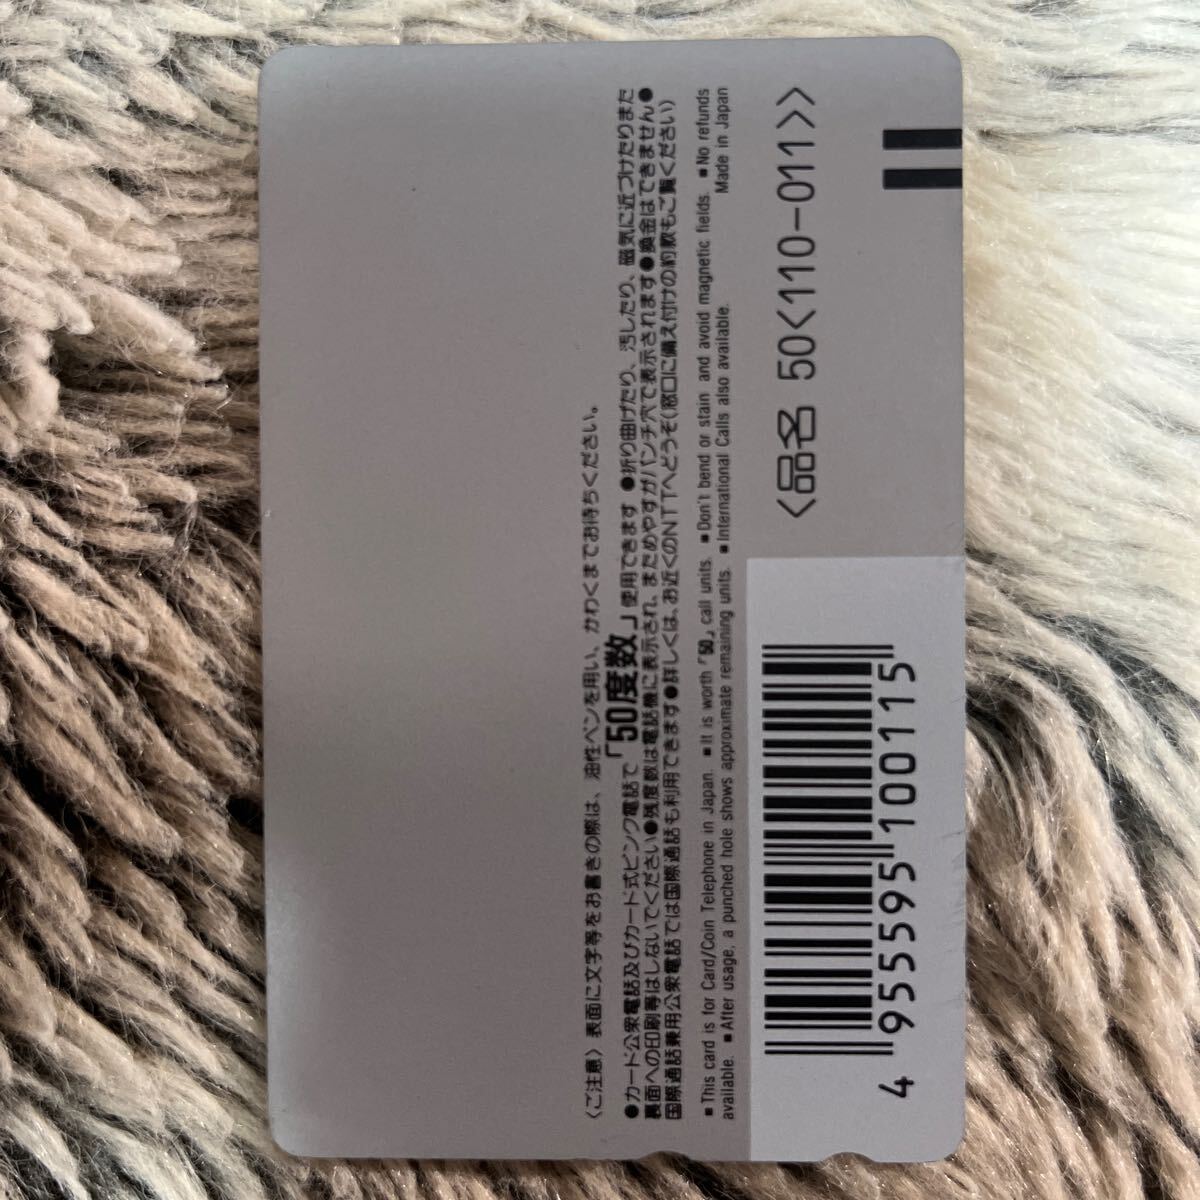 〈ご注意〉表面に文字等をお書きの際は、油性ペンを用い、かわくまでお待ちください。
●カード公衆電話及びカード式ピンク電話で「50度数」使用できます ●折り曲げたり、汚したり、磁気に近づけたりまた
裏面への印刷等はしないでください●残度数は電話機に表示され、まためやすがパンチ穴で表示されます●換金はできません●
国際通話兼用公衆電話では国際通話も利用できます●詳しくは、お近くのNTTへどうぞ(窓口に備え付けの約款もご覧ください)
■This card is for Card/Coin Telephone in Japan. ■It is worth「50」call units. ■Don't bend or stain and avoid magnetic fields. ■No refunds
available. ■After usage, a punched hole shows approximate remaining units. ■International Calls also available. Made in Japan
〈品名 50〈110-011〉〉
4955595100115